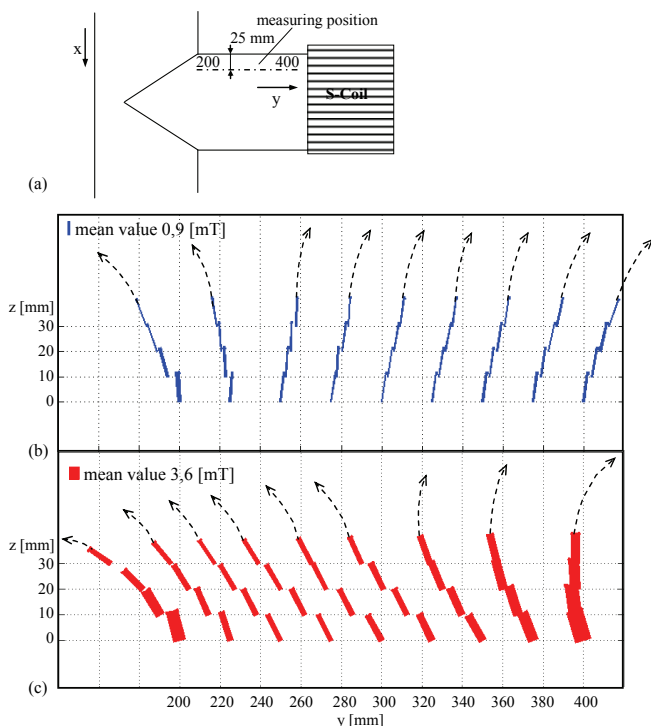 measuring position
x
25 mm
200
400
y
S-Coil
(a)
mean value 0,9 [mT]
z [mm]
30
20
10
0
(b)
mean value 3,6 [mT]
z [mm]
30
20
10
0
(c)
200 220 240 260 280 300 320 340 360 380 400
y [mm]